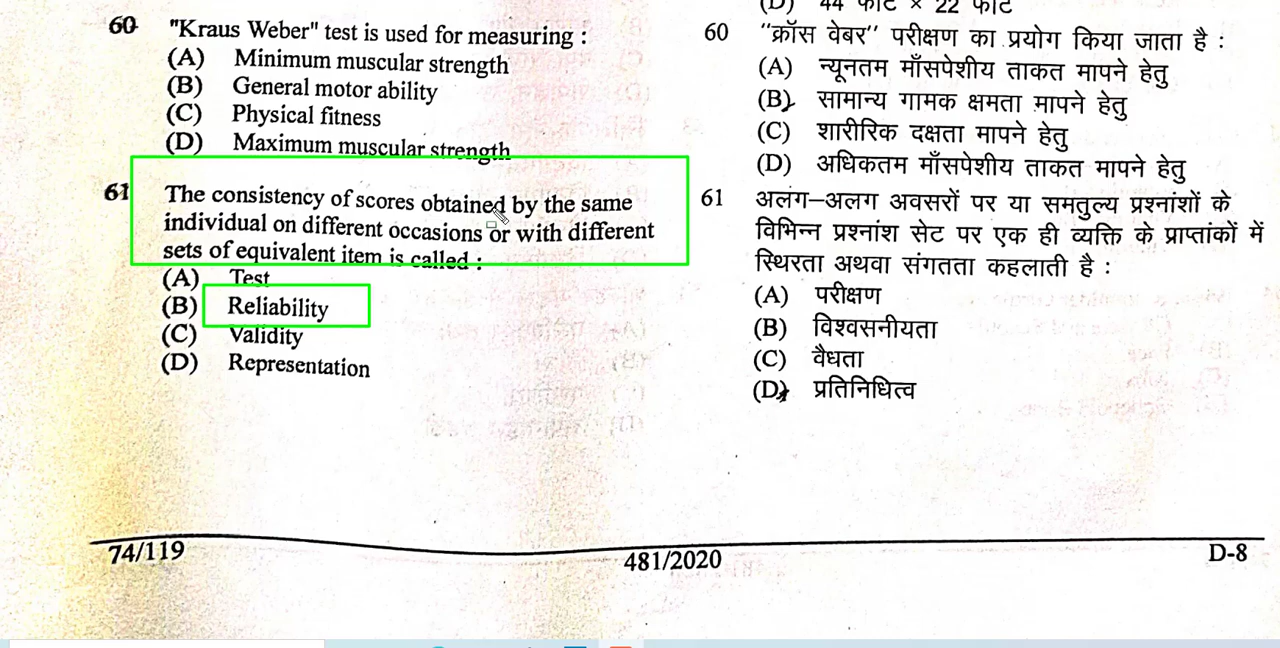 60 "Kraus Weber" test is used for measuring :
(A) Minimum muscular strength
(B) General motor ability
(C) Physical fitness
(D) Maximum muscular strength
61 The consistency of scores obtained by the same
individual on different occasions or with different
sets of equivalent item is called :
(A) Test
(B) Reliability
(C) Validity
(D) Representation
(D) 44 फीट × 22 फीट
60 “क्रॉस वेबर” परीक्षण का प्रयोग किया जाता है :
(A) न्यूनतम माँसपेशीय ताकत मापने हेतु
(B) सामान्य गामक क्षमता मापने हेतु
(C) शारीरिक दक्षता मापने हेतु
(D) अधिकतम माँसपेशीय ताकत मापने हेतु
61 अलग–अलग अवसरों पर या समतुल्य प्रश्नांशों के
विभिन्न प्रश्नांश सेट पर एक ही व्यक्ति के प्राप्तांकों में
स्थिरता अथवा संगतता कहलाती है :
(A) परीक्षण
(B) विश्वसनीयता
(C) वैधता
(D) प्रतिनिधित्व
74/119
481/2020
D-8